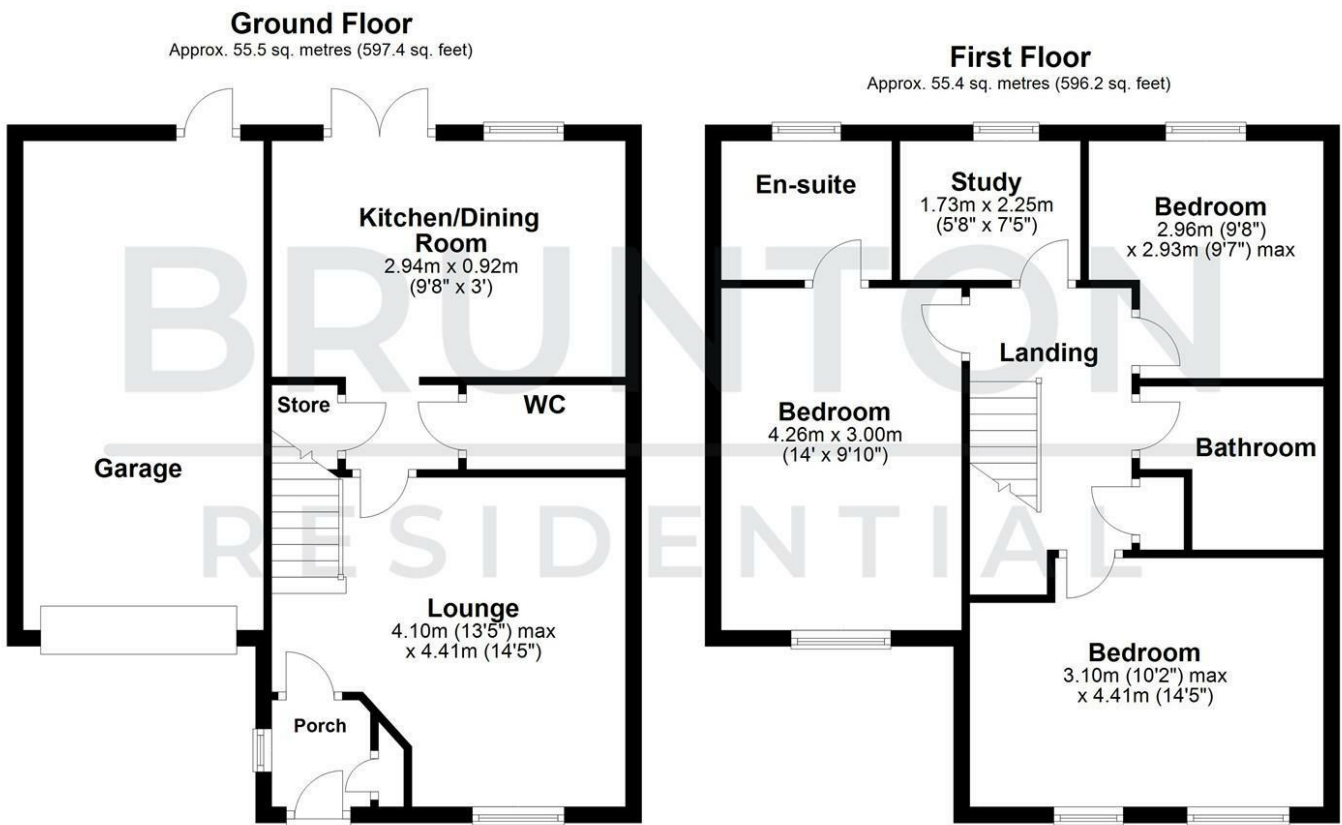 Ground Floor
Approx. 55.5 sq. metres (597.4 sq. feet)
Kitchen/Dining
Room
2.94m x 0.92m
(9'8" x 3')
Store
WC
Garage
Lounge
4.10m (13'5") max
x 4.41m (14'5")
Porch
First Floor
Approx. 55.4 sq. metres (596.2 sq. feet)
En-suite
Study
1.73m x 2.25m
(5'8" x 7'5")
Bedroom
2.96m (9'8")
x 2.93m (9'7") max
Landing
Bedroom
4.26m x 3.00m
(14' x 9'10")
Bathroom
Bedroom
3.10m (10'2") max
x 4.41m (14'5")
BRUNTON
RESIDENTIAL